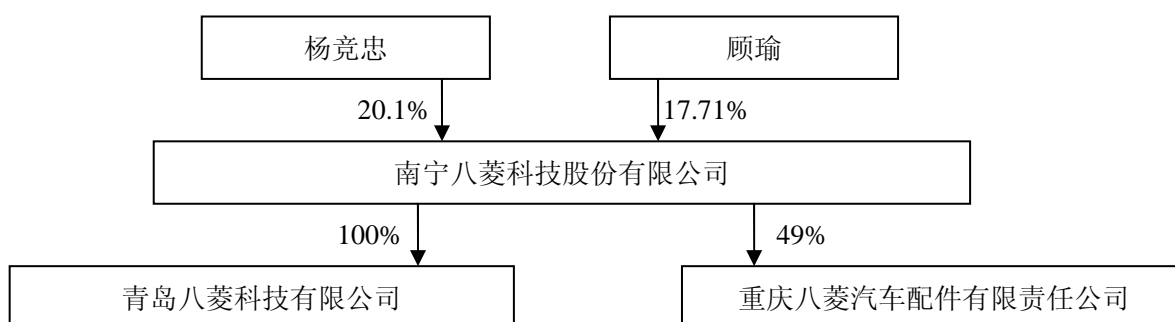 杨竞忠
顾瑜
20.1%
17.71%
南宁八菱科技股份有限公司
100%
49%
青岛八菱科技有限公司
重庆八菱汽车配件有限责任公司